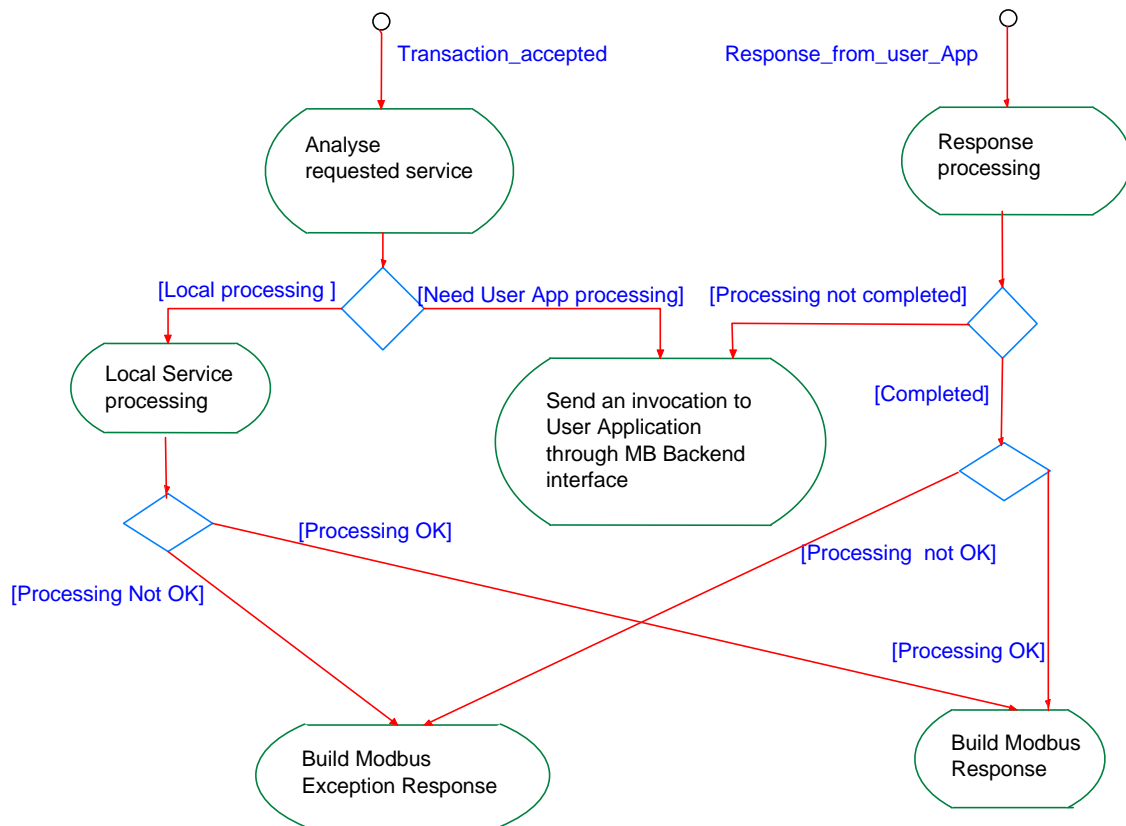 Transaction_accepted
Response_from_user_App
Analyse
requested service
Response
processing
[Local processing ]
[Need User App processing]
[Processing not completed]
Local Service
processing
Send an invocation to
User Application
through MB Backend
interface
[Completed]
[Processing OK]
[Processing  not OK]
[Processing Not OK]
[Processing OK]
Build Modbus
Exception Response
Build Modbus
Response